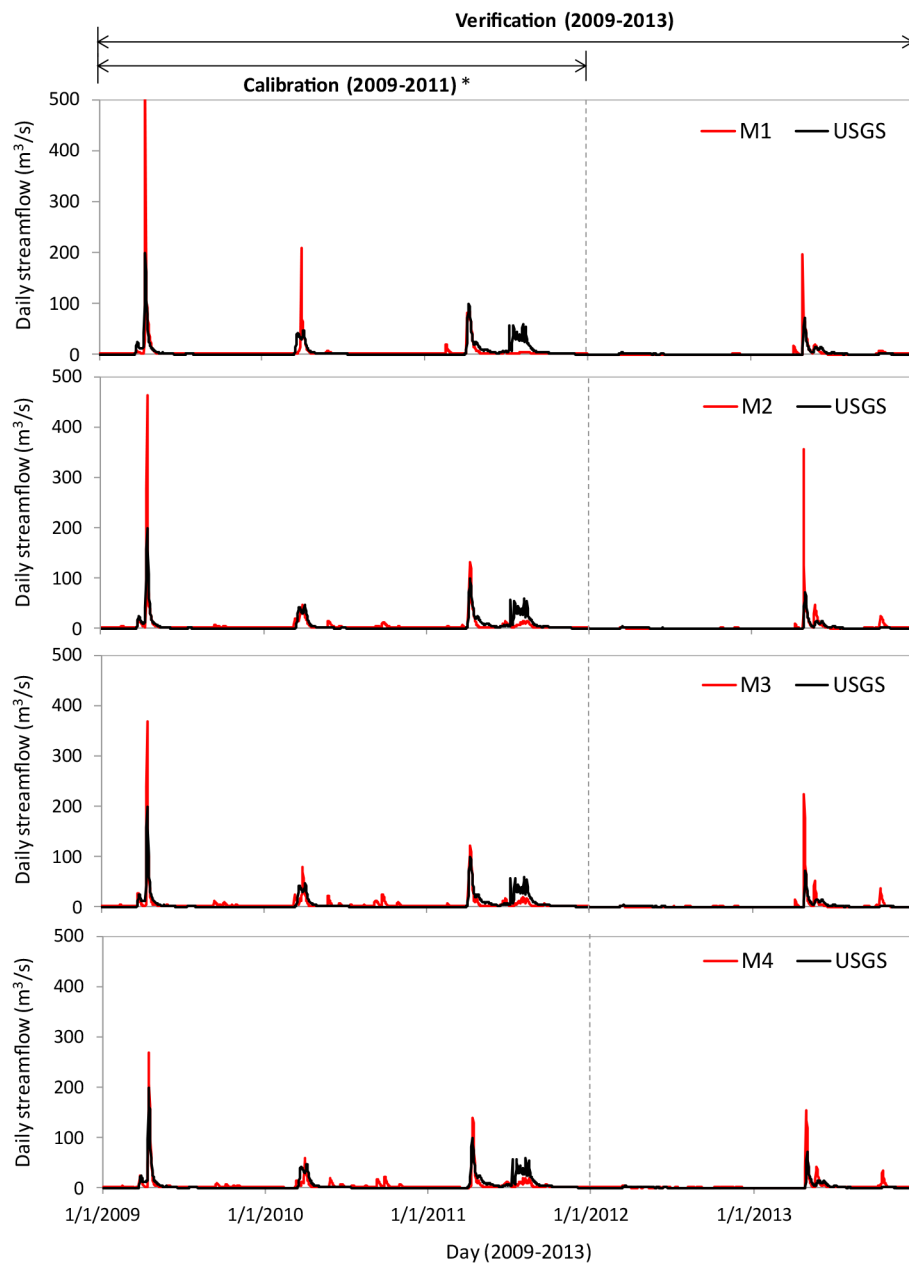 Verification (2009-2013)
Calibration (2009-2011) *
500
400
300
200
100
0
Daily streamflow (m³/s)
M1 USGS
500
400
300
200
100
0
Daily streamflow (m³/s)
M2 USGS
500
400
300
200
100
0
Daily streamflow (m³/s)
M3 USGS
500
400
300
200
100
0
Daily streamflow (m³/s)
M4 USGS
1/1/2009 1/1/2010 1/1/2011 1/1/2012 1/1/2013
Day (2009-2013)